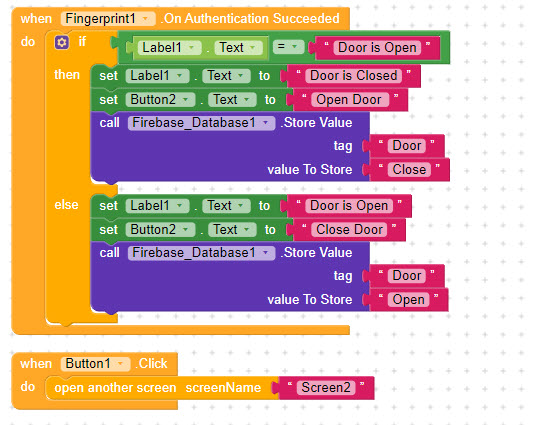 when Fingerprint1 .On Authentication Succeeded
do if Label1 . Text = " Door is Open "
then set Label1 . Text to " Door is Closed "
set Button2 . Text to " Open Door "
call Firebase_Database1 .Store Value
tag " Door "
value To Store " Close "
else set Label1 . Text to " Door is Open "
set Button2 . Text to " Close Door "
call Firebase_Database1 .Store Value
tag " Door "
value To Store " Open "
when Button1 .Click
do open another screen screenName " Screen2 "